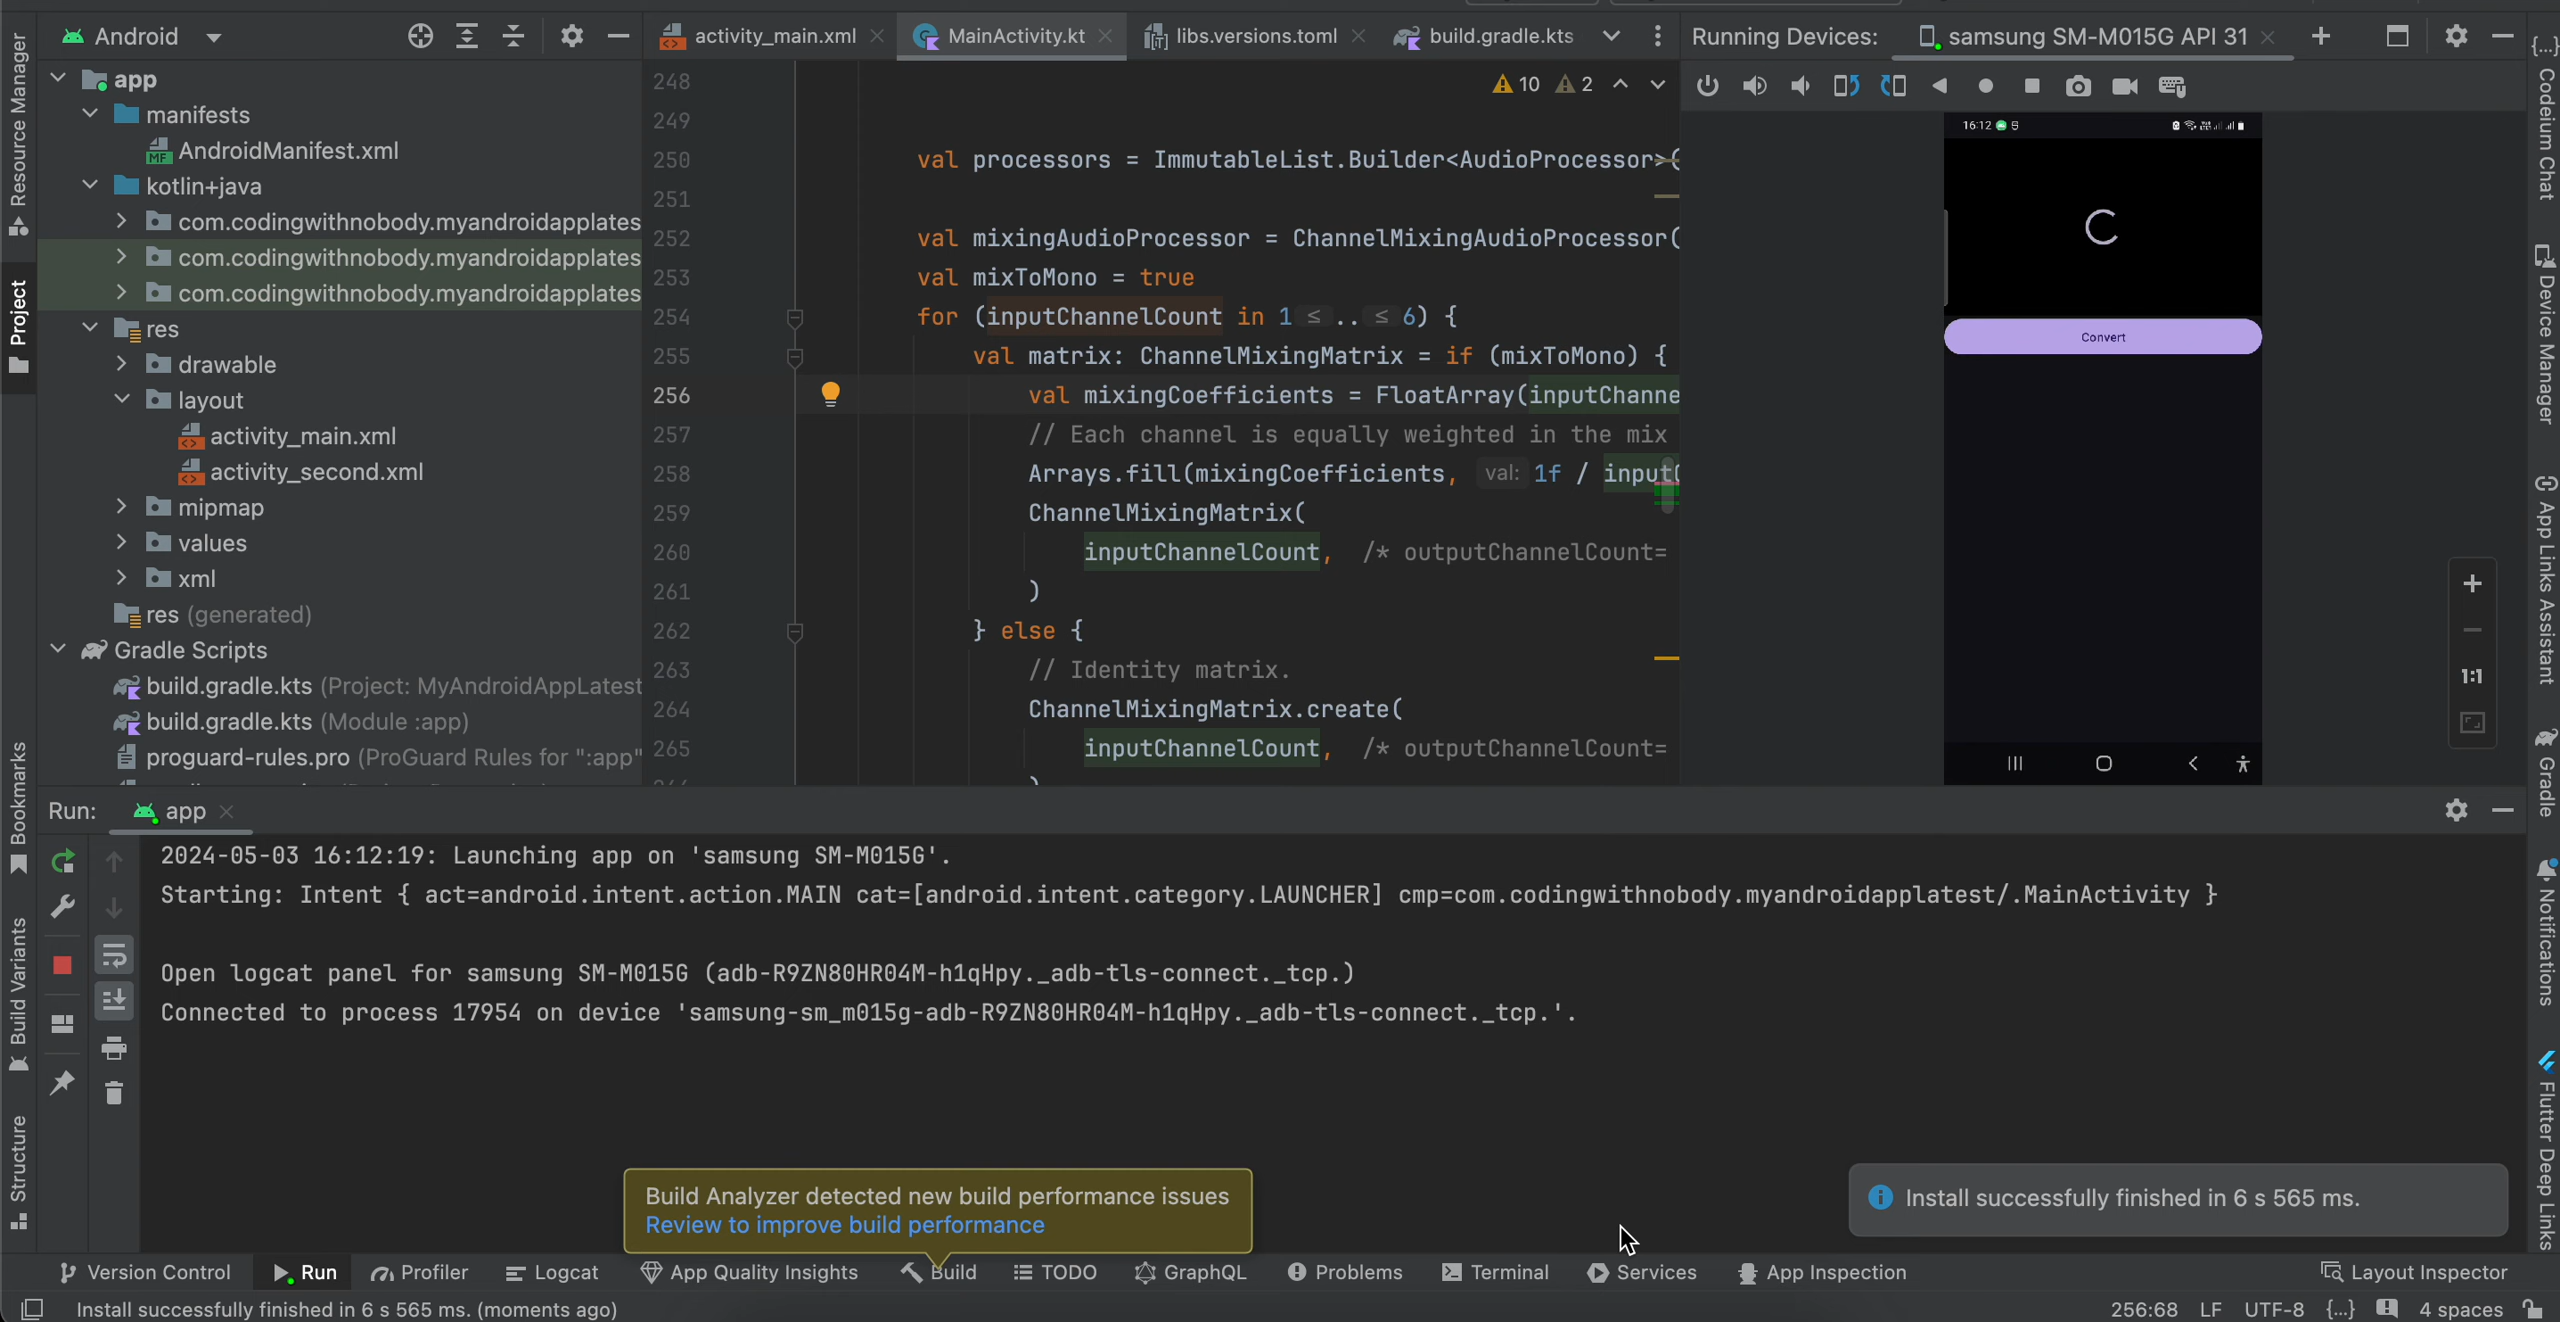 Android
activity_main.xml
MainActivity.kt
libs.versions.toml
build.gradle.kts
Running Devices:
samsung SM-M015G API 31
Resource Manager
Project
Bookmarks
Build Variants
Structure
app
manifests
AndroidManifest.xml
kotlin+java
com.codingwithnobody.myandroidapplates
com.codingwithnobody.myandroidapplates
com.codingwithnobody.myandroidapplates
res
drawable
layout
activity_main.xml
activity_second.xml
mipmap
values
xml
res (generated)
Gradle Scripts
build.gradle.kts (Project: MyAndroidAppLatest
build.gradle.kts (Module :app)
proguard-rules.pro (ProGuard Rules for ":app"
10 2
248
249
250 val processors = ImmutableList.Builder<AudioProcessor>(
251
252 val mixingAudioProcessor = ChannelMixingAudioProcessor(
253 val mixToMono = true
254 for (inputChannelCount in 1 ≤ .. ≤ 6) {
255 val matrix: ChannelMixingMatrix = if (mixToMono) {
256 val mixingCoefficients = FloatArray(inputChanne
257 // Each channel is equally weighted in the mix
258 Arrays.fill(mixingCoefficients, val: 1f / input
259 ChannelMixingMatrix(
260 inputChannelCount, /* outputChannelCount=
261 )
262 } else {
263 // Identity matrix.
264 ChannelMixingMatrix.create(
265 inputChannelCount, /* outputChannelCount=
16:12
Convert
1:1
Codeium Chat
Device Manager
App Links Assistant
Gradle
Notifications
Flutter Deep Links
Run: app
2024-05-03 16:12:19: Launching app on 'samsung SM-M015G'.
Starting: Intent { act=android.intent.action.MAIN cat=[android.intent.category.LAUNCHER] cmp=com.codingwithnobody.myandroidapplatest/.MainActivity }
Open logcat panel for samsung SM-M015G (adb-R9ZN80HR04M-h1qHpy._adb-tls-connect._tcp.)
Connected to process 17954 on device 'samsung-sm_m015g-adb-R9ZN80HR04M-h1qHpy._adb-tls-connect._tcp.'.
Build Analyzer detected new build performance issues
Review to improve build performance
Install successfully finished in 6 s 565 ms.
Version Control
Run
Profiler
Logcat
App Quality Insights
Build
TODO
GraphQL
Problems
Terminal
Services
App Inspection
Layout Inspector
Install successfully finished in 6 s 565 ms. (moments ago)
256:68 LF UTF-8 {...} 4 spaces